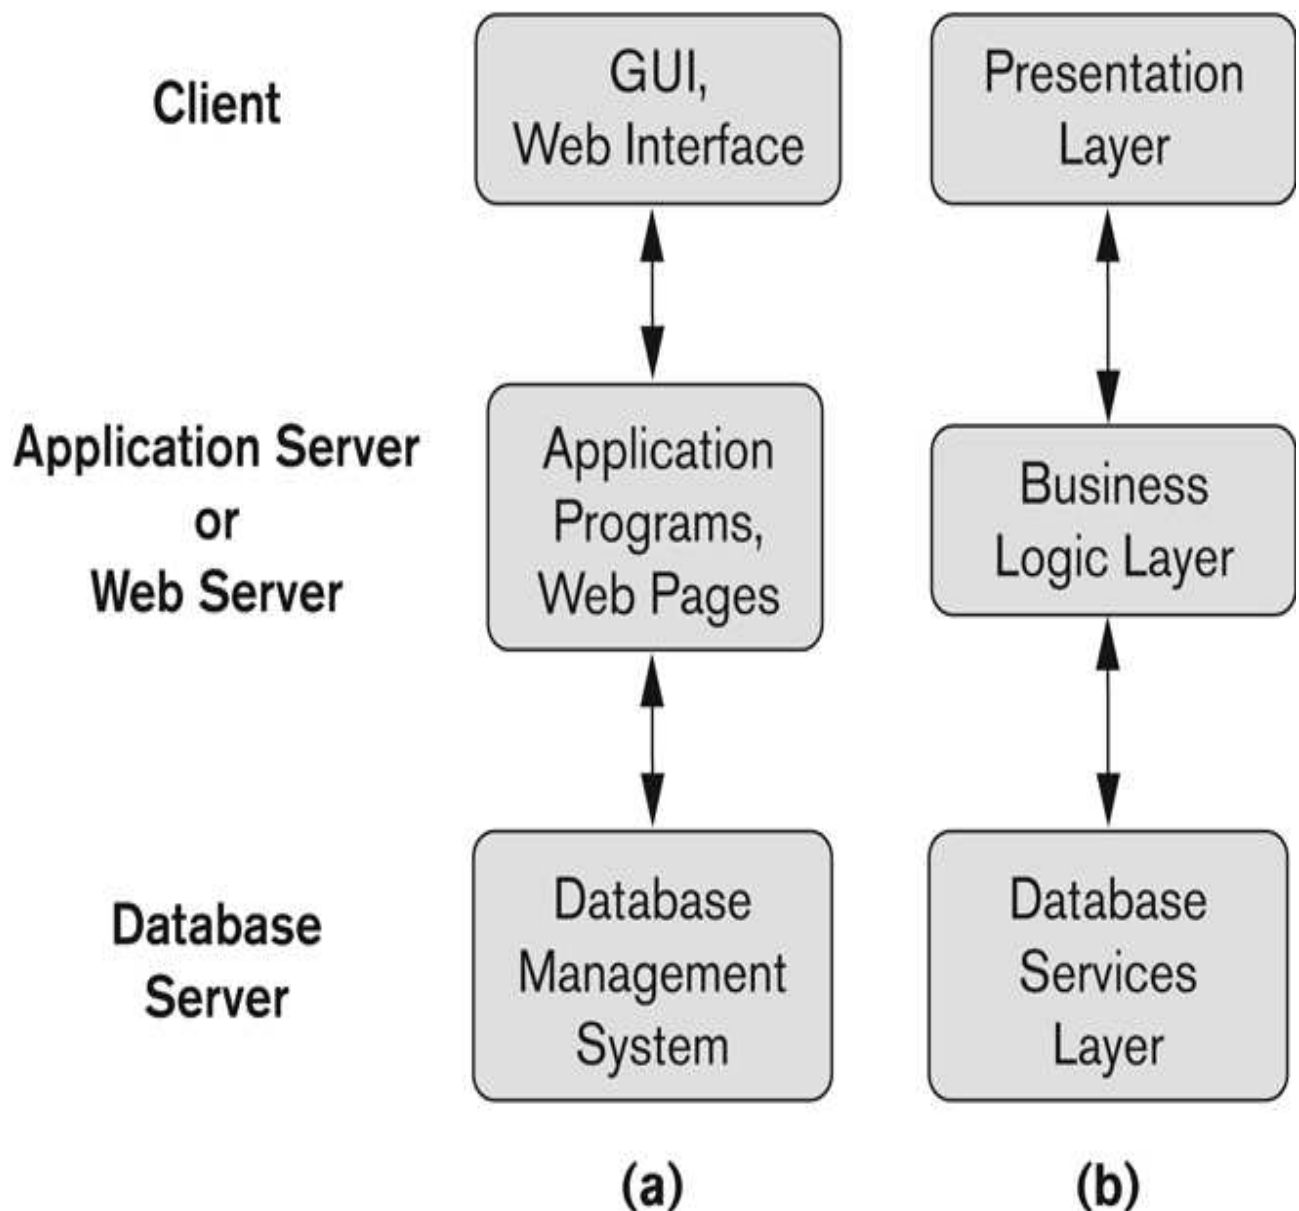 Client
GUI,
Web Interface
Presentation
Layer
Application Server
or
Web Server
Application
Programs,
Web Pages
Business
Logic Layer
Database
Server
Database
Management
System
Database
Services
Layer
(a)
(b)